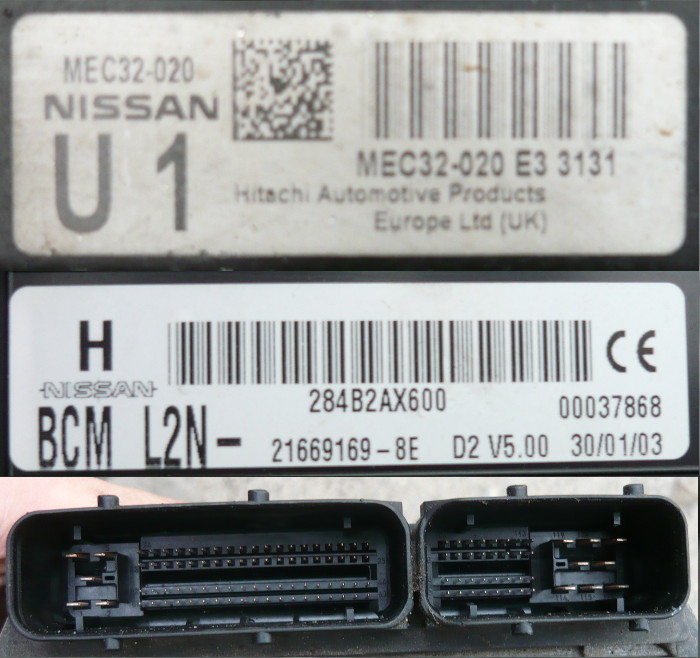 MEC32-020
NISSAN
U 1
MEC32-020 E3 3131
Hitachi Automotive Products
Europe Ltd (UK)
H
NISSAN
284B2AX600
CE
00037868
BCM L2N-
21669169-8E D2 V5.00 30/01/03